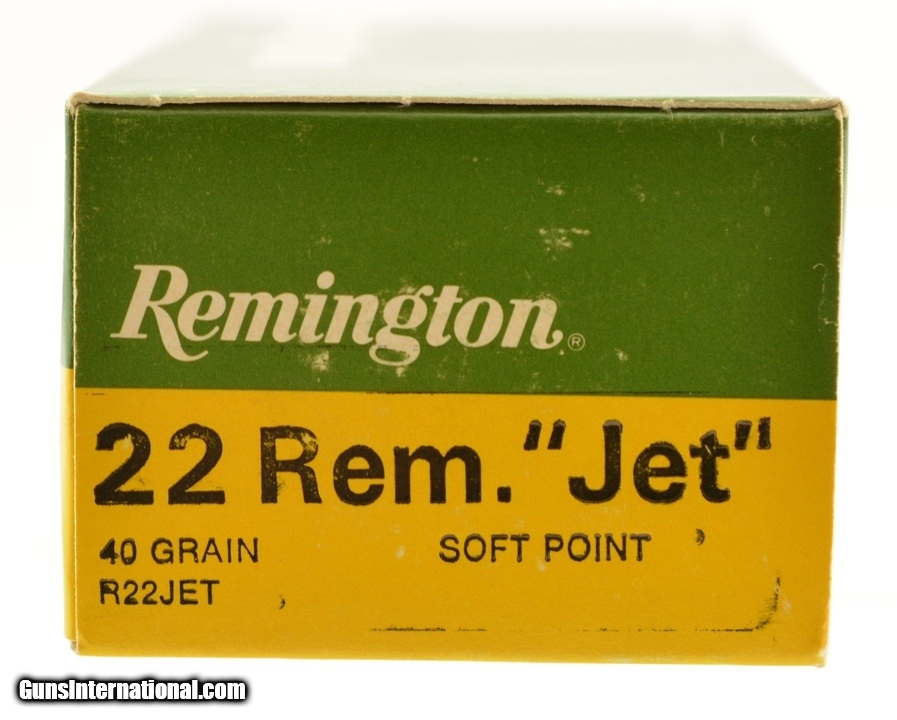 Remington®
22 Rem. "Jet"
40 GRAIN SOFT POINT
R22JET
GunsInternational.com